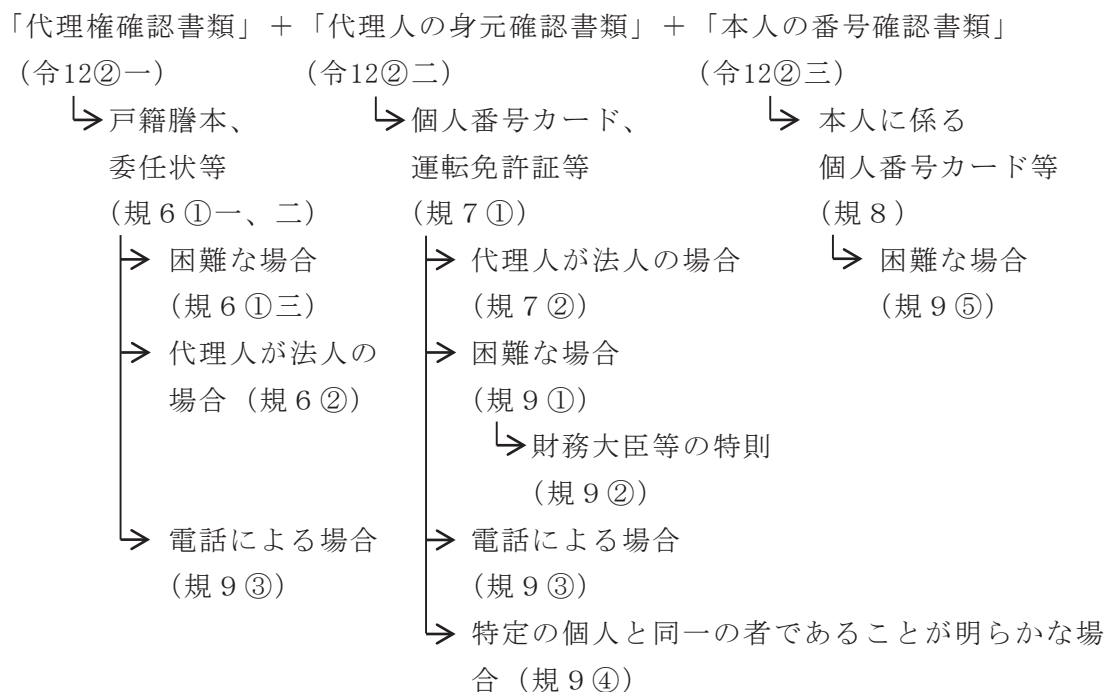 「代理権確認書類」＋「代理人の身元確認書類」＋「本人の番号確認書類」
（令12②一）　（令12②二）　（令12②三）
戸籍謄本、
委任状等
（規６①一、二）
困難な場合
（規６①三）
代理人が法人の
場合（規６②）
電話による場合
（規９③）
個人番号カード、
運転免許証等
（規７①）
代理人が法人の場合
（規７②）
困難な場合
（規９①）
財務大臣等の特則
（規９②）
電話による場合
（規９③）
特定の個人と同一の者であることが明らかな場
合（規９④）
本人に係る
個人番号カード等
（規８）
困難な場合
（規９⑤）